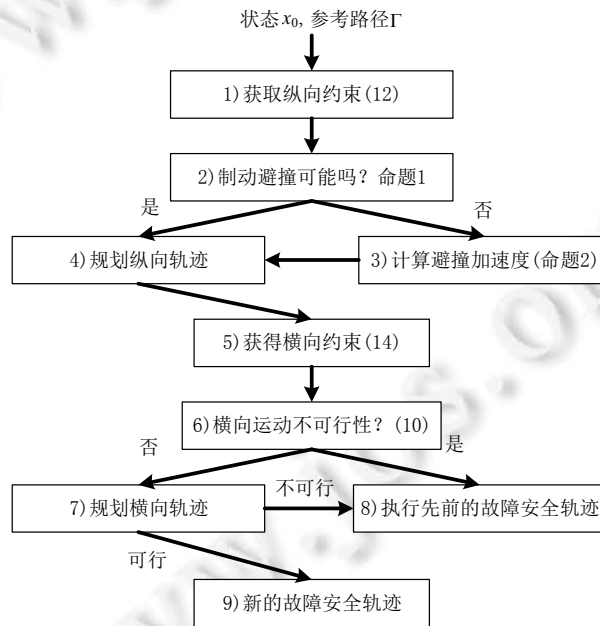 状态x₀, 参考路径Γ
1)获取纵向约束(12)
2)制动避撞可能吗？命题1
是
否
4)规划纵向轨迹
3)计算避撞加速度(命题2)
5)获得横向约束(14)
6)横向运动不可行性？(10)
否
是
7)规划横向轨迹
不可行
8)执行先前的故障安全轨迹
可行
9)新的故障安全轨迹